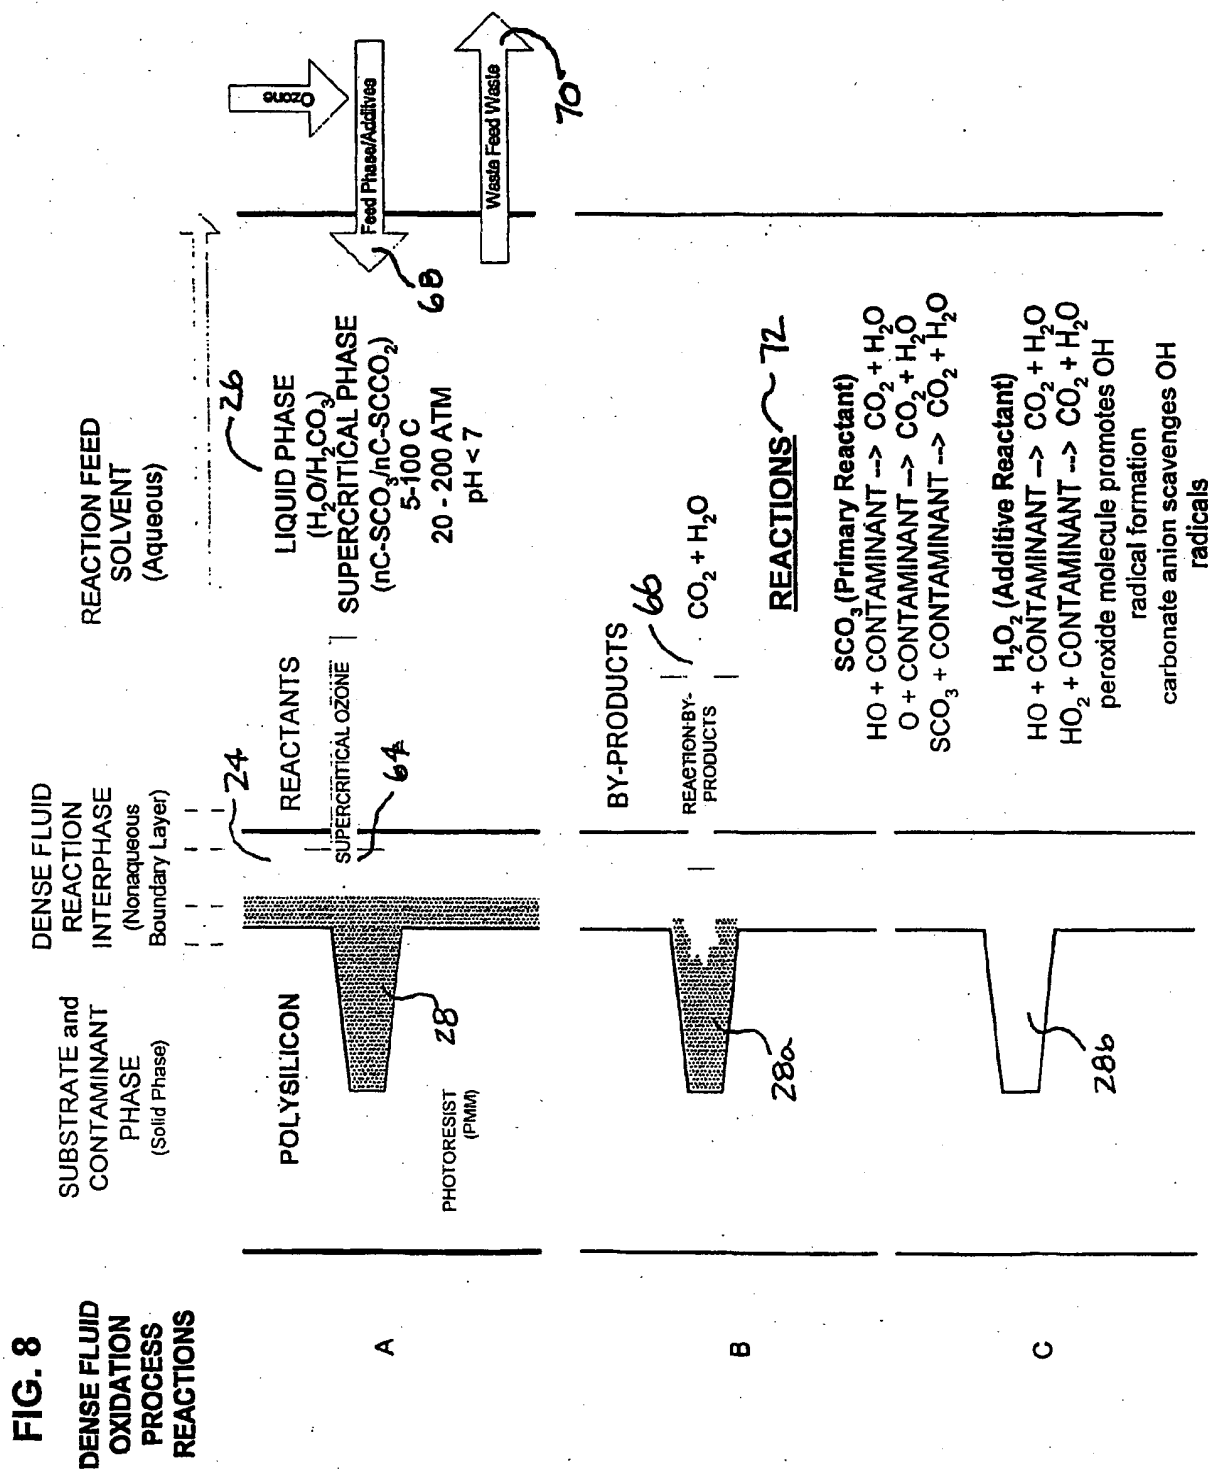 FIG. 8
DENSE FLUID
OXIDATION
PROCESS
REACTIONS
SUBSTRATE and
CONTAMINANT
PHASE
(Solid Phase)
DENSE FLUID
REACTION
INTERPHASE
(Nonaqueous
Boundary Layer)
REACTION FEED
SOLVENT
(Aqueous)
A
POLYSILICON
PHOTORESIST
(PMM)
28
24
REACTANTS
SUPERCRITICAL OZONE
64
26
LIQUID PHASE
(H₂O/H₂CO₃)
SUPERCRITICAL PHASE
(nC-SCO₃/nC-SCCO₂)
5-100 C
20 - 200 ATM
pH < 7
Ozone
Feed Phase/Additves
68
Waste Feed Waste
70
B
28a
BY-PRODUCTS
REACTION-BY-
PRODUCTS
66
CO₂ + H₂O
C
28b
REACTIONS
72
SCO₃ (Primary Reactant)
HO + CONTAMINANT --> CO₂ + H₂O
O + CONTAMINANT --> CO₂ + H₂O
SCO₃ + CONTAMINANT --> CO₂ + H₂O
H₂O₂ (Additive Reactant)
HO + CONTAMINANT --> CO₂ + H₂O
HO₂ + CONTAMINANT --> CO₂ + H₂O
peroxide molecule promotes OH
radical formation
carbonate anion scavenges OH
radicals